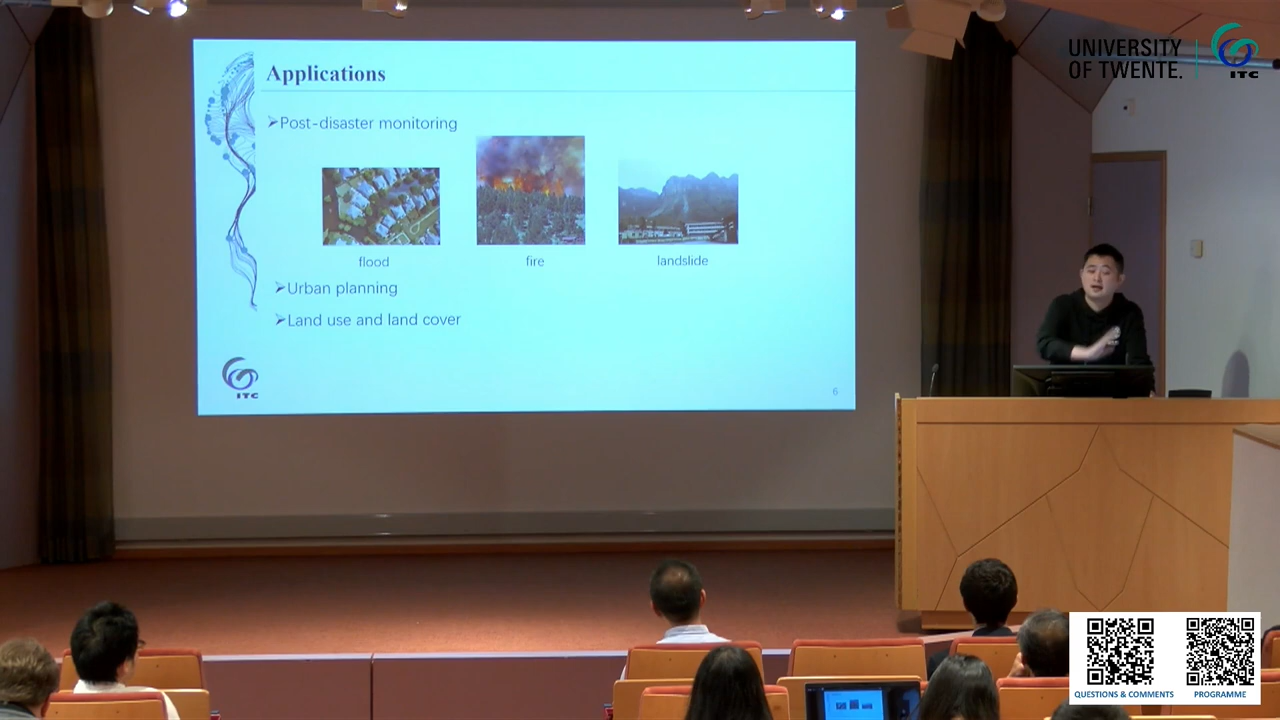 Applications
➢Post-disaster monitoring
flood
fire
landslide
➢Urban planning
➢Land use and land cover
ITC
6
UNIVERSITY
OF TWENTE.
ITC
QUESTIONS & COMMENTS
PROGRAMME